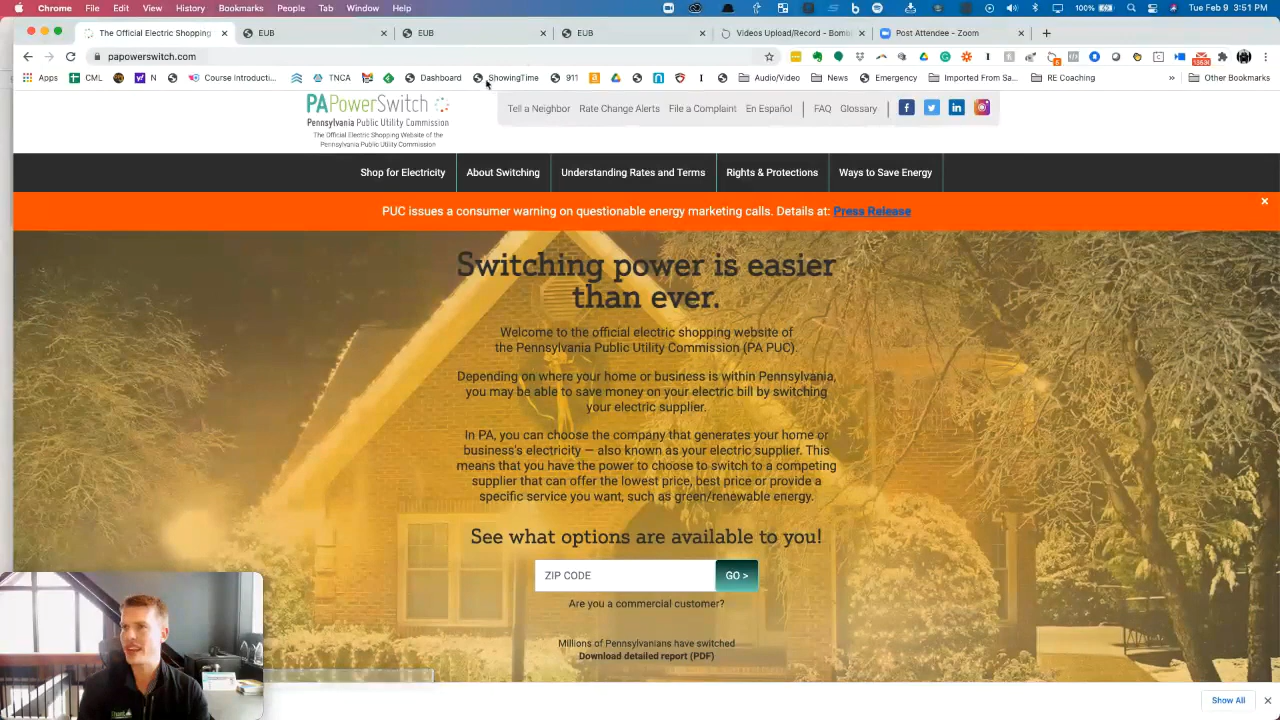 Chrome File Edit View History Bookmarks People Tab Window Help 100% Tue Feb 9 3:51 PM
The Official Electric Shopping EUB EUB EUB Uploads/Record - Post Attendee - Zoom
papowerswitch.com
Apps CML N Course Introducti... TNCA Dashboard ShowingTime 911 Audio/Video News Emergency Imported From Sa... RE Coaching Other Bookmarks
PAPowerSwitch
Pennsylvania Public Utility Commission
The Official Electric Shopping Website of the
Pennsylvania Public Utility Commission
Tell a Neighbor Rate Change Alerts File a Complaint En Español FAQ Glossary
Shop for Electricity About Switching Understanding Rates and Terms Rights & Protections Ways to Save Energy
PUC issues a consumer warning on questionable energy marketing calls. Details at: Press Release
Switching power is easier
than ever.
Welcome to the official electric shopping website of
the Pennsylvania Public Utility Commission (PA PUC).
Depending on where your home or business is within Pennsylvania,
you may be able to save money on your electric bill by switching
your electric supplier.
In PA, you can choose the company that generates your home or
business's electricity — also known as your electric supplier. This
means that you have the power to choose to switch to a competing
supplier that can offer the lowest price, best price or provide a
specific service you want, such as green/renewable energy.
See what options are available to you!
ZIP CODE GO >
Are you a commercial customer?
Millions of Pennsylvanians have switched
Download detailed report (PDF)
Show All